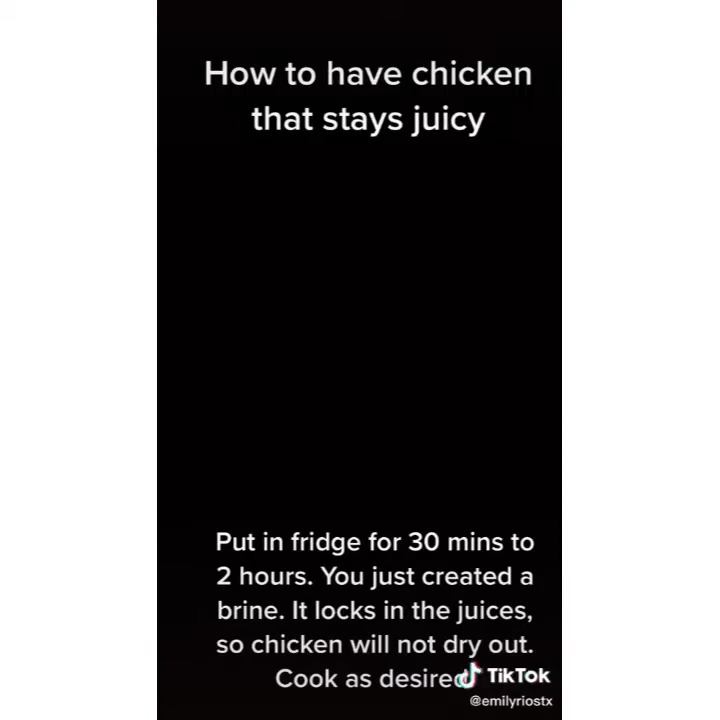 How to have chicken
that stays juicy
Put in fridge for 30 mins to
2 hours. You just created a
brine. It locks in the juices,
so chicken will not dry out.
Cook as desired
TikTok
@emilyriostx